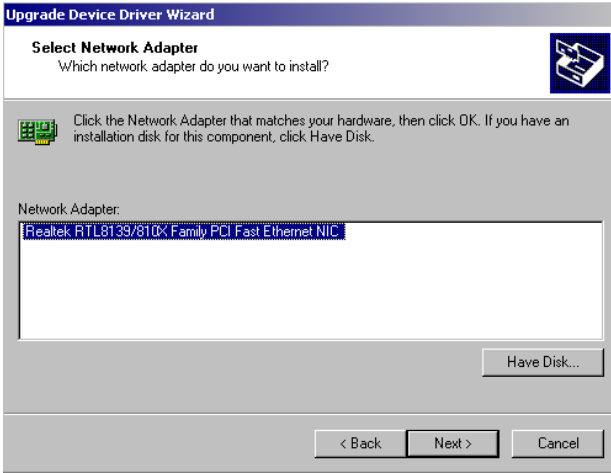 Upgrade Device Driver Wizard
Select Network Adapter
Which network adapter do you want to install?
Click the Network Adapter that matches your hardware, then click OK. If you have an
installation disk for this component, click Have Disk.
Network Adapter:
Realtek RTL8139/810X Family PCI Fast Ethernet NIC
Have Disk...
< Back
Next >
Cancel